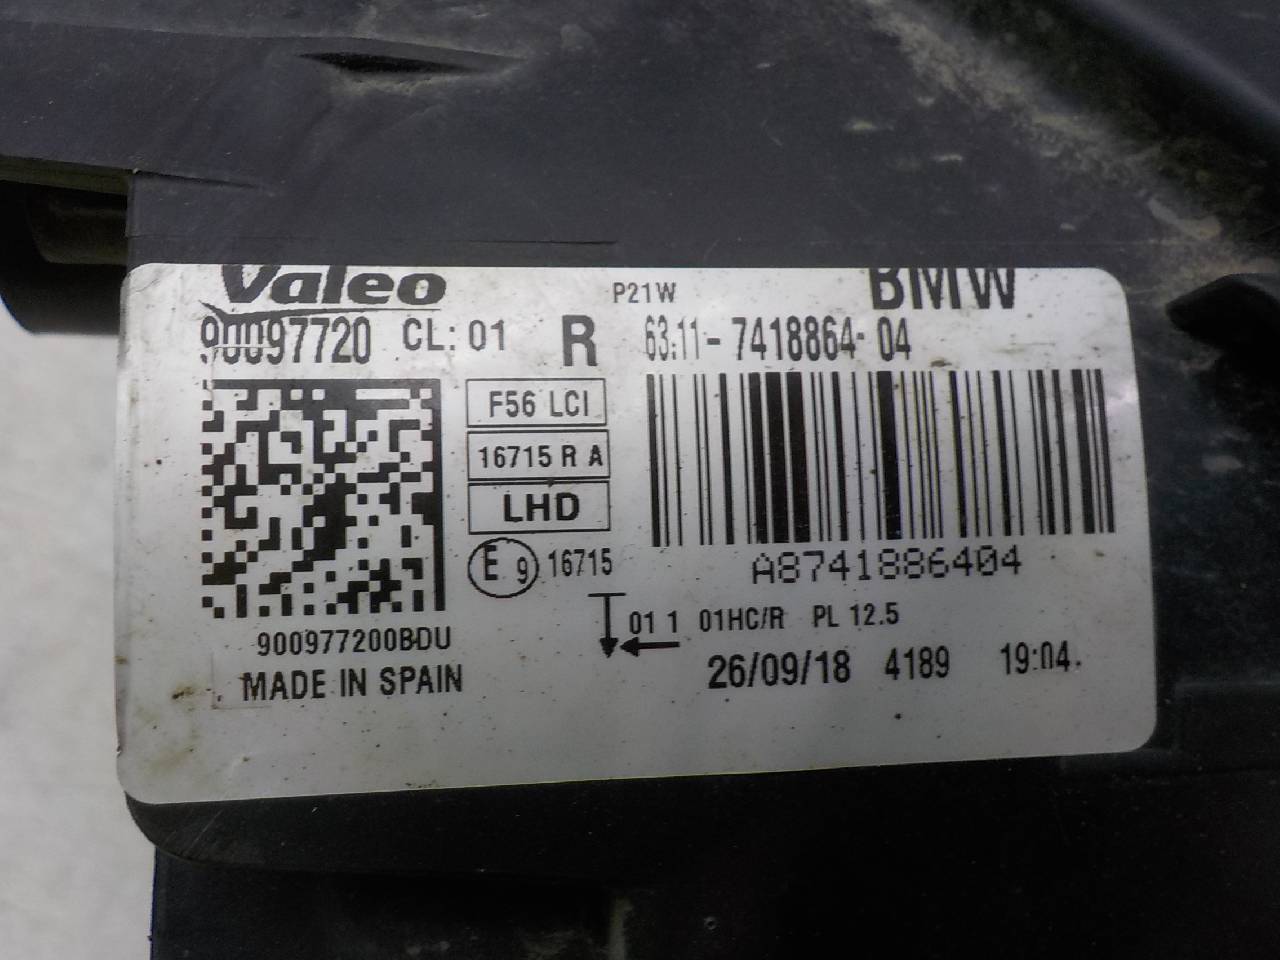 Valeo P21W BMW
90097720 CL: 01 R 63.11-7418864-04
F56 LCI
16715 R A
LHD
E 9 16715
A8741886404
01 1 01HC/R PL 12.5
900977200BDU
26/09/18 4189 19:04.
MADE IN SPAIN